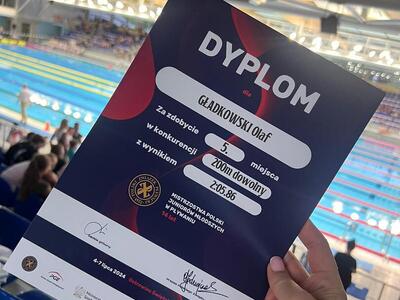 DYPLOM
dla
GŁADKOWSKI Olaf
Za zdobycie 5. miejsca
w konkurencji 200m dowolny
z wynikiem 2:05.86
MISTRZOSTWA POLSKI
JUNIORÓW MŁODSZYCH
W PŁYWANIU
14 lat
4-7 lipca 2024